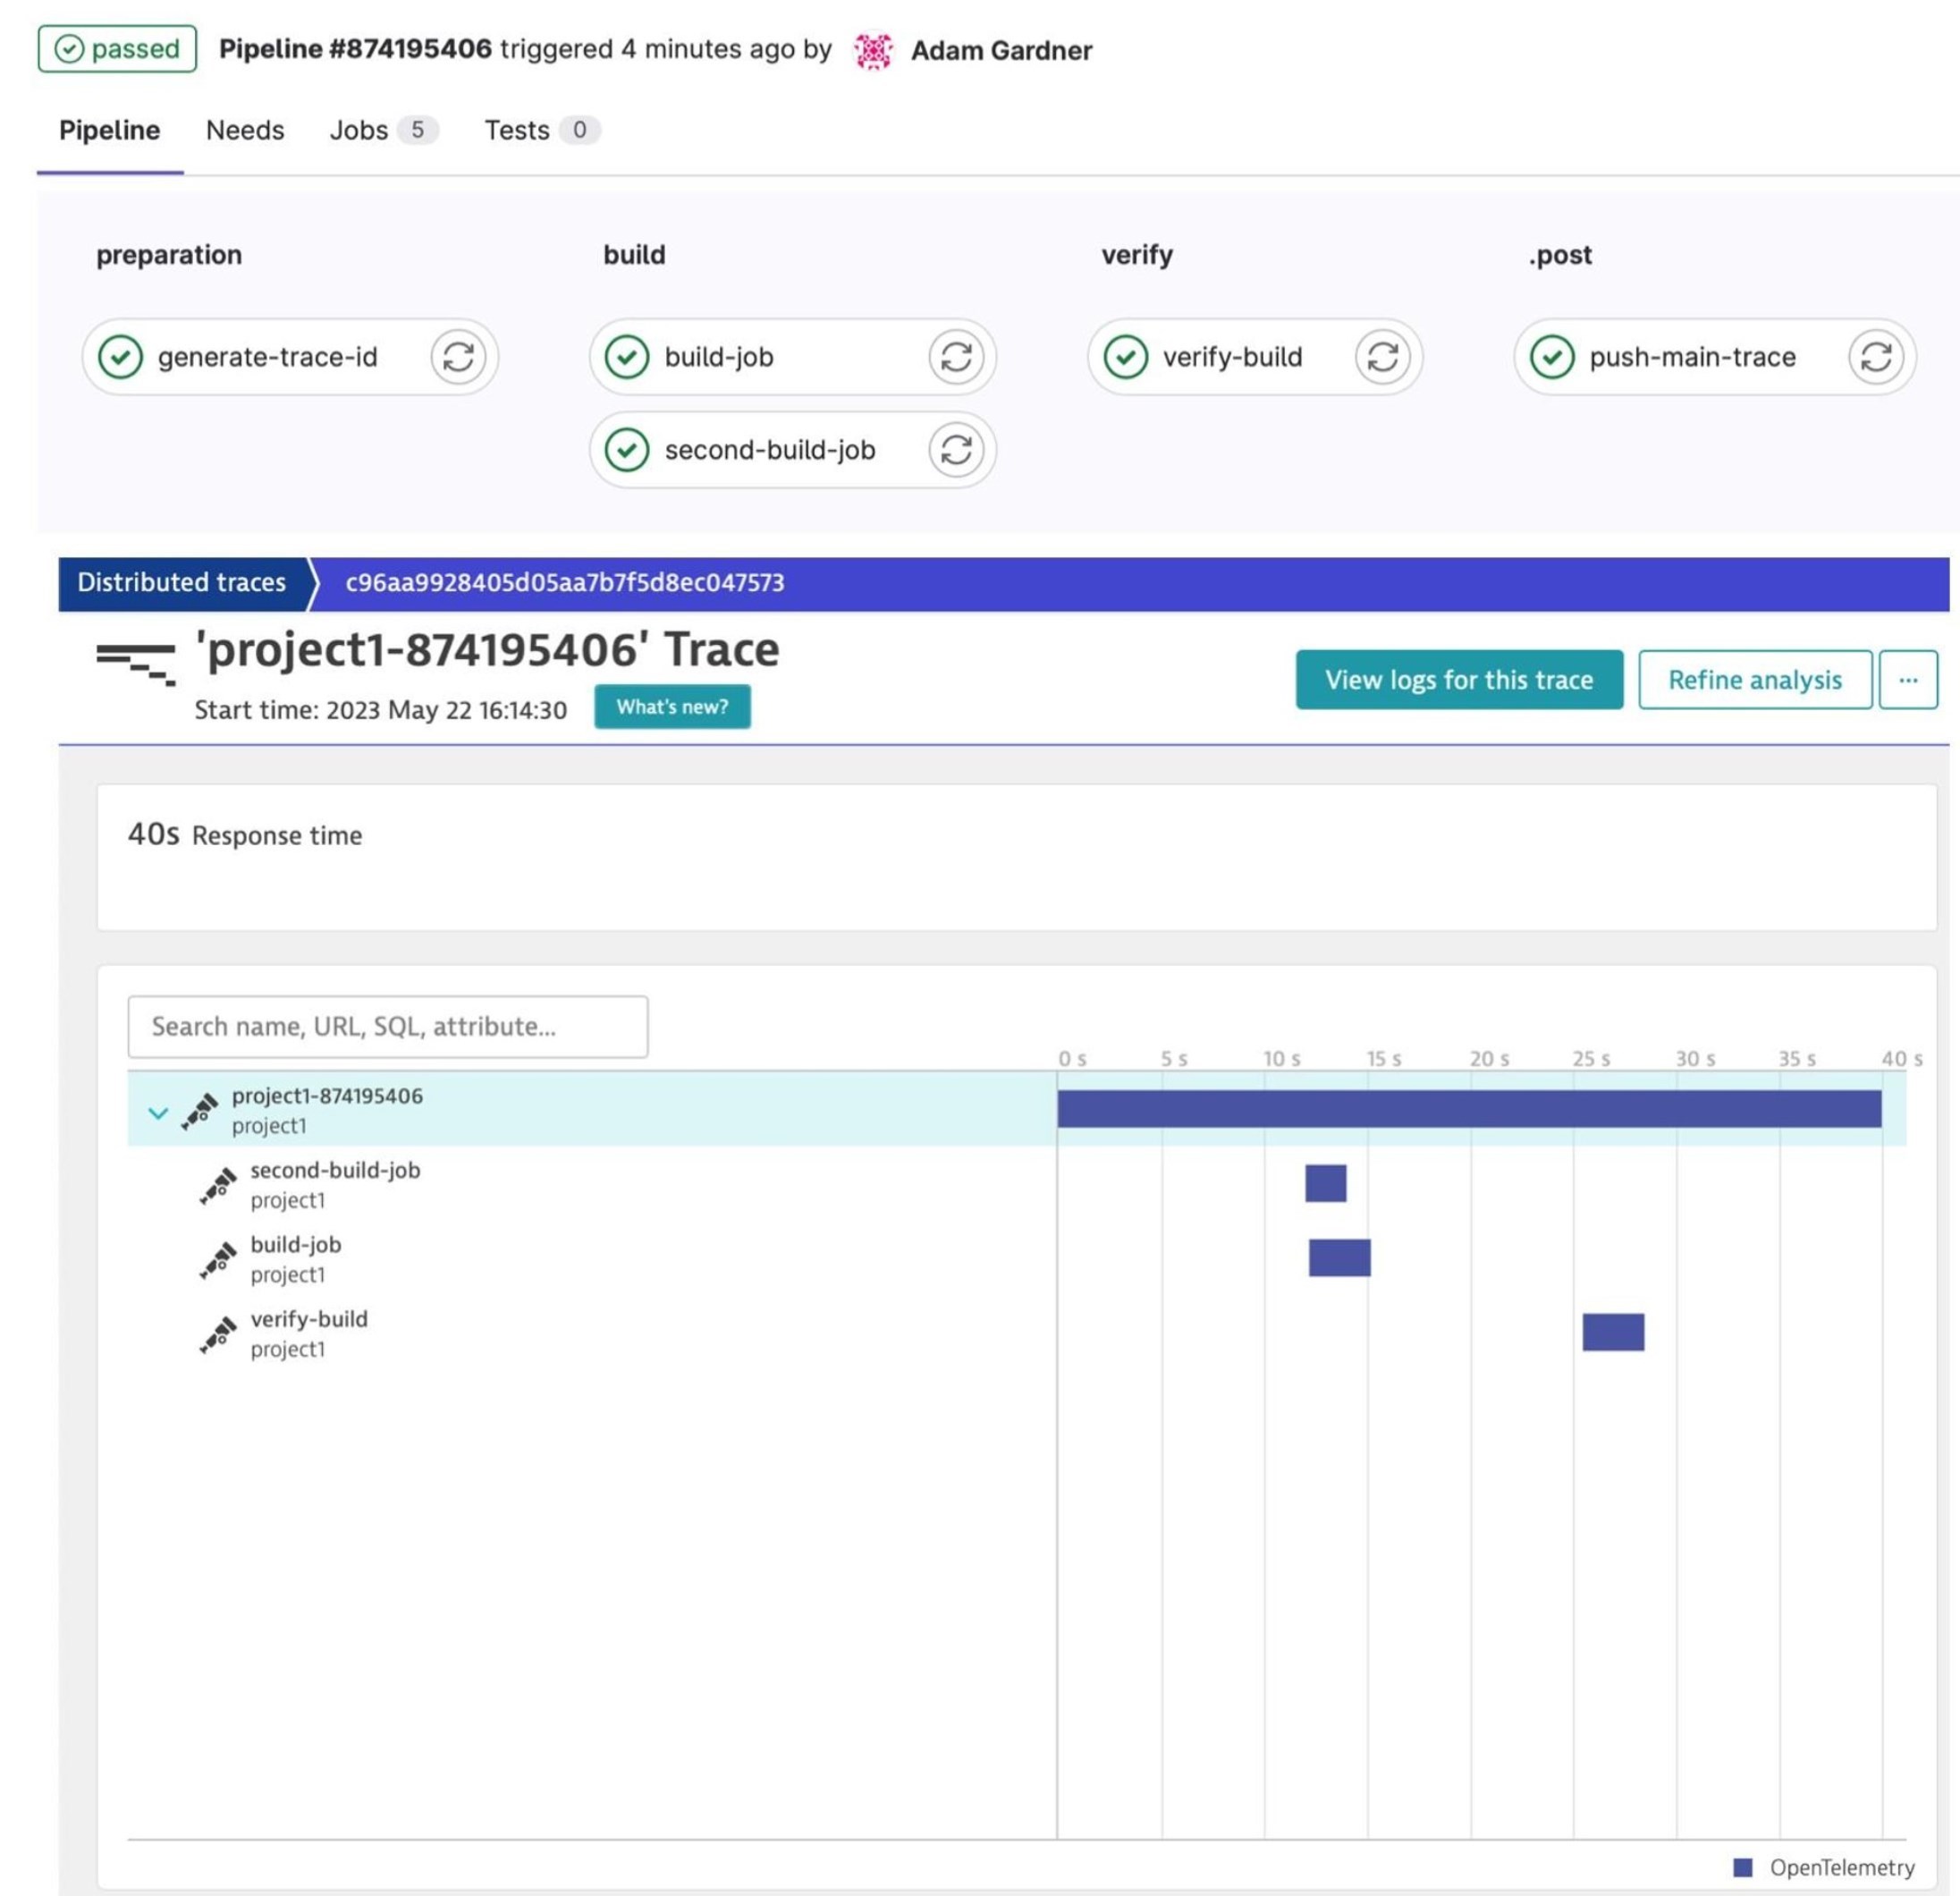 passed Pipeline #874195406 triggered 4 minutes ago by Adam Gardner
Pipeline Needs Jobs 5 Tests 0
preparation build verify .post
generate-trace-id build-job verify-build push-main-trace
second-build-job
Distributed traces c96aa9928405d05aa7b7f5d8ec047573
'project1-874195406' Trace
Start time: 2023 May 22 16:14:30 What's new?
View logs for this trace Refine analysis ...
40s Response time
Search name, URL, SQL, attribute...
0 s 5 s 10 s 15 s 20 s 25 s 30 s 35 s 40 s
project1-874195406
project1
second-build-job
project1
build-job
project1
verify-build
project1
OpenTelemetry